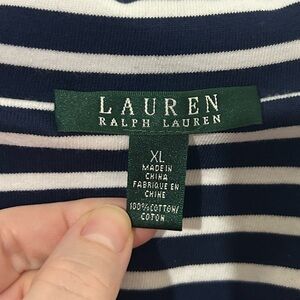 LAUREN
RALPH LAUREN
XL
MADE IN
CHINA
FABRIQUE EN
CHINE
100% COTTON/
COTON